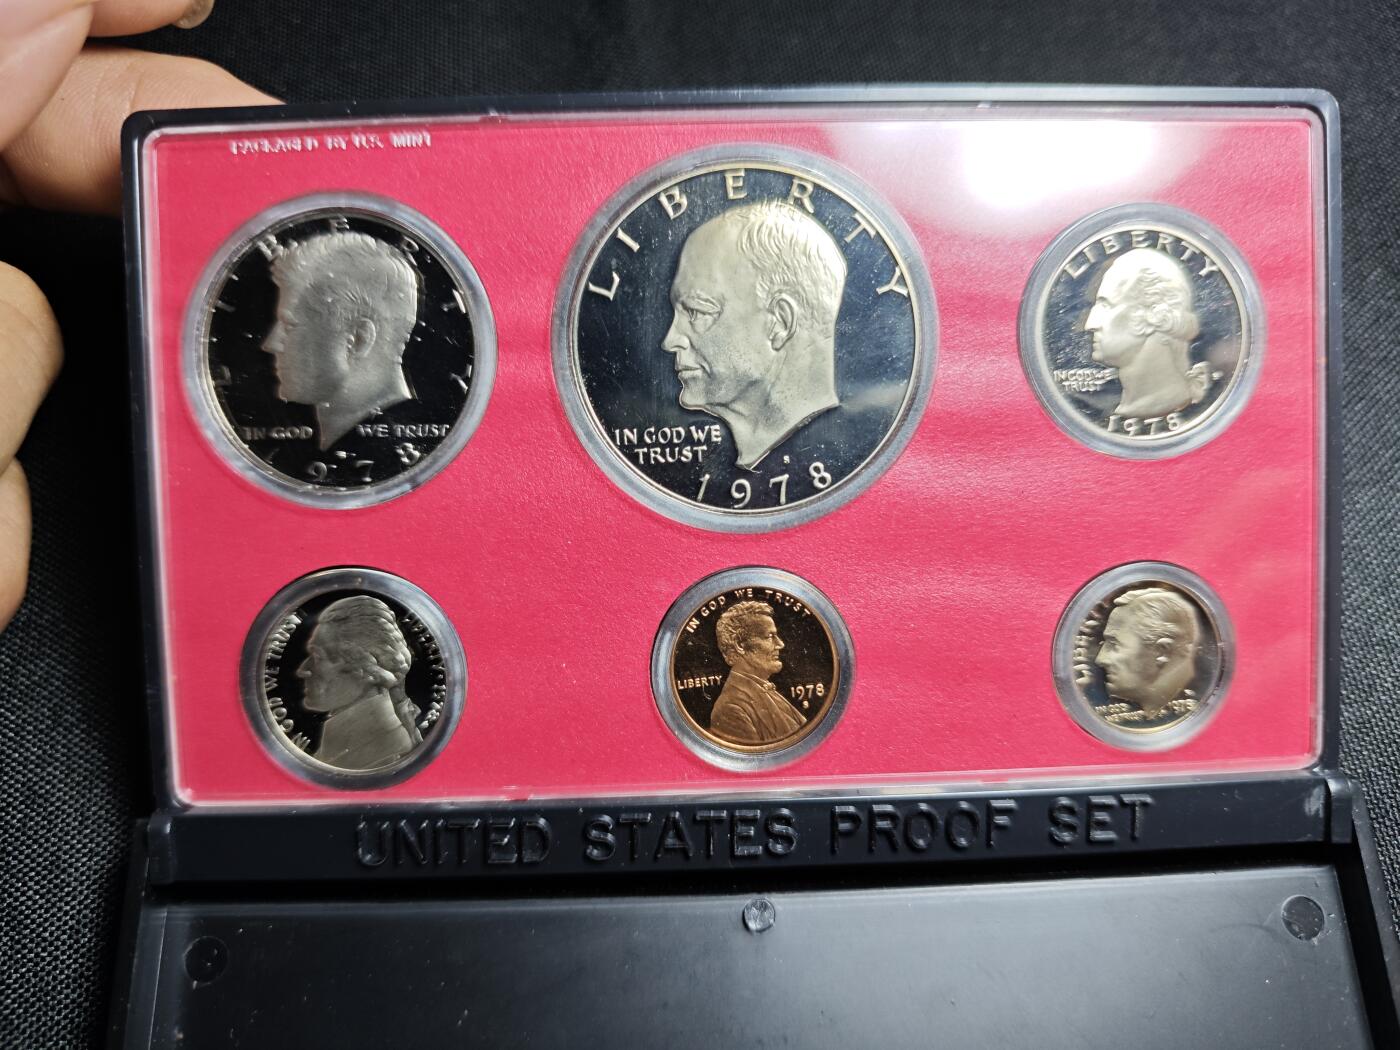 PACKAGED BY U.S. MINT
LIBERTY
IN GOD WE TRUST
1978
LIBERTY
IN GOD WE
TRUST
S
1978
LIBERTY
IN GOD WE
TRUST
S
1978
IN GOD WE TRUST
LIBERTY 1978
S
IN GOD WE TRUST
LIBERTY
1978
S
LIBERTY
IN GOD
WE TRUST
1978
S
UNITED STATES PROOF SET